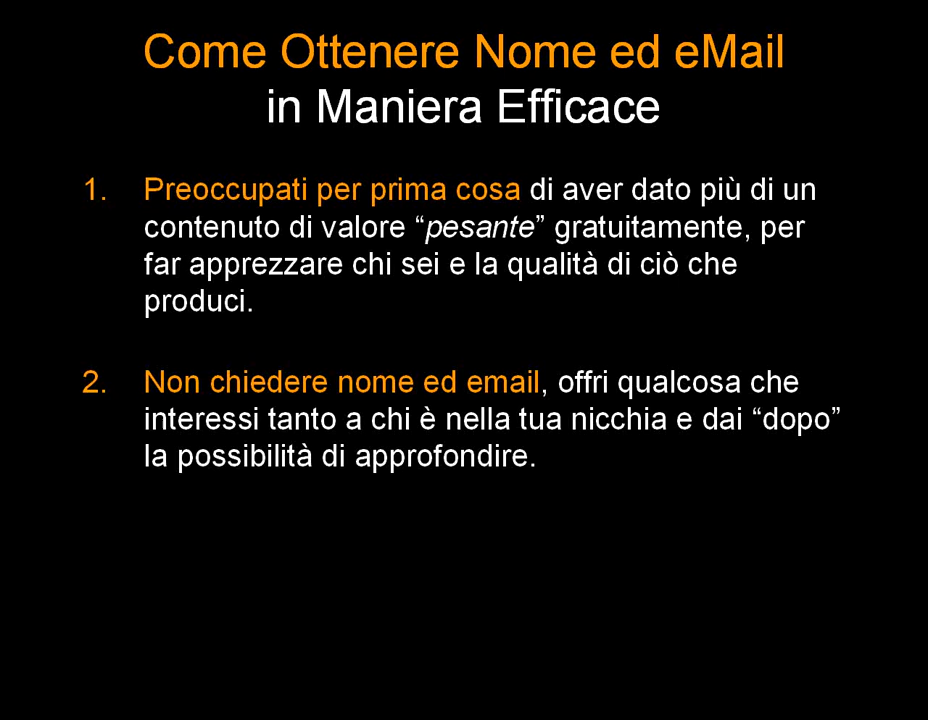 Come Ottenere Nome ed eMail
in Maniera Efficace
1. Preoccupati per prima cosa di aver dato più di un
contenuto di valore “pesante” gratuitamente, per
far apprezzare chi sei e la qualità di ciò che
produci.
2. Non chiedere nome ed email, offri qualcosa che
interessi tanto a chi è nella tua nicchia e dai “dopo”
la possibilità di approfondire.